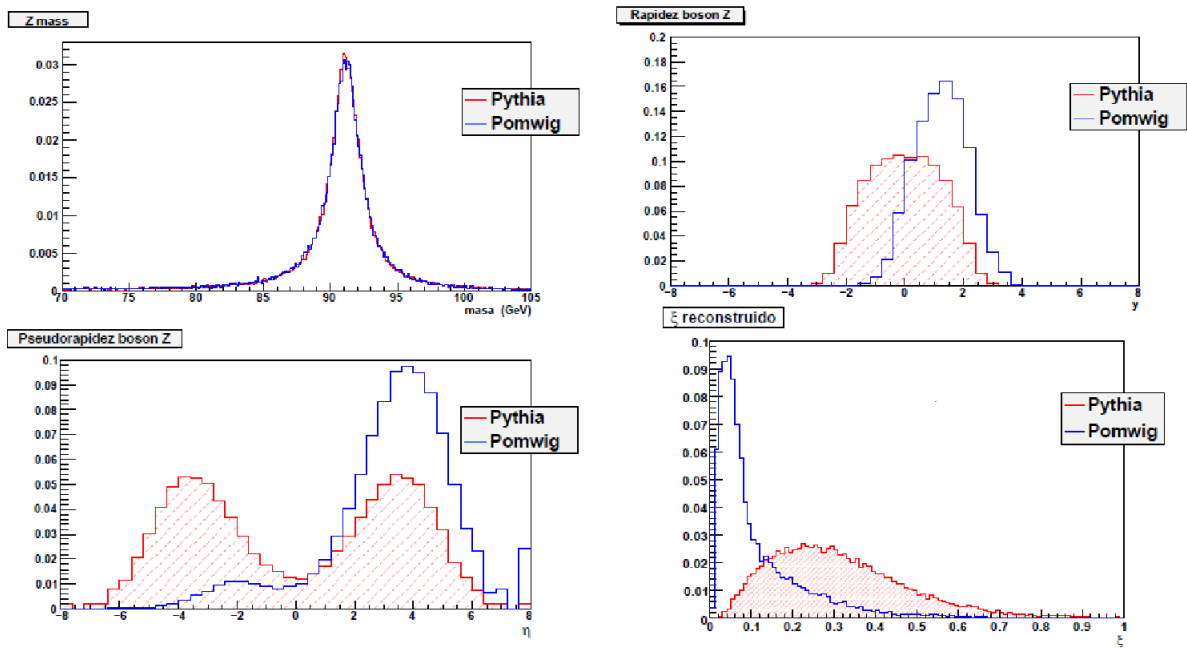 Z mass
0.03
0.025
0.02
0.015
0.01
0.005
0
70 75 80 85 90 95 100 105
masa (GeV)
Pythia
Pomwig
Rapidez boson Z
0.2
0.18
0.16
0.14
0.12
0.1
0.08
0.06
0.04
0.02
0
-8 -6 -4 -2 0 2 4 6 8
y
Pythia
Pomwig
Pseudorapidez boson Z
0.1
0.09
0.08
0.07
0.06
0.05
0.04
0.03
0.02
0.01
0
-8 -6 -4 -2 0 2 4 6 8
η
Pythia
Pomwig
ξ reconstruido
0.1
0.09
0.08
0.07
0.06
0.05
0.04
0.03
0.02
0.01
0
0 0.1 0.2 0.3 0.4 0.5 0.6 0.7 0.8 0.9 1
ξ
Pythia
Pomwig